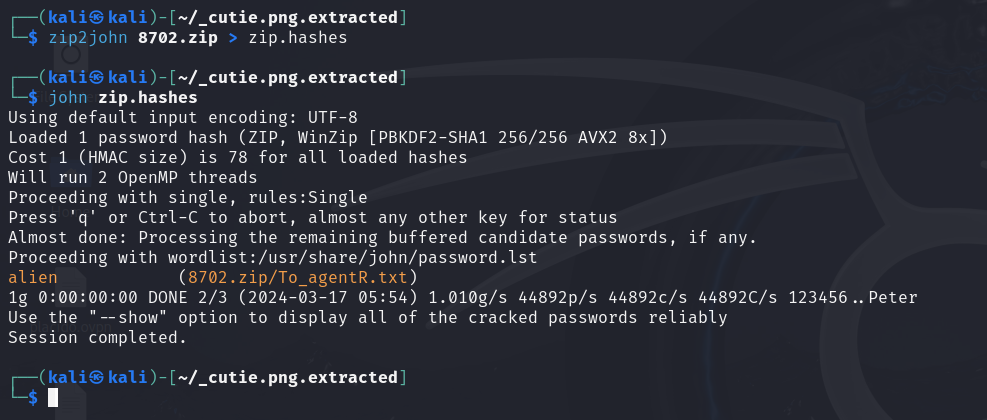 ┌──(kali㉿kali)-[~/_cutie.png.extracted]
└─$ zip2john 8702.zip > zip.hashes
┌──(kali㉿kali)-[~/_cutie.png.extracted]
└─$ john zip.hashes
Using default input encoding: UTF-8
Loaded 1 password hash (ZIP, WinZip [PBKDF2-SHA1 256/256 AVX2 8x])
Cost 1 (HMAC size) is 78 for all loaded hashes
Will run 2 OpenMP threads
Proceeding with single, rules:Single
Press 'q' or Ctrl-C to abort, almost any other key for status
Almost done: Processing the remaining buffered candidate passwords, if any.
Proceeding with wordlist:/usr/share/john/password.lst
alien            (8702.zip/To_agentR.txt)
1g 0:00:00:00 DONE 2/3 (2024-03-17 05:54) 1.010g/s 44892p/s 44892c/s 44892C/s 123456..Peter
Use the "--show" option to display all of the cracked passwords reliably
Session completed.
┌──(kali㉿kali)-[~/_cutie.png.extracted]
└─$